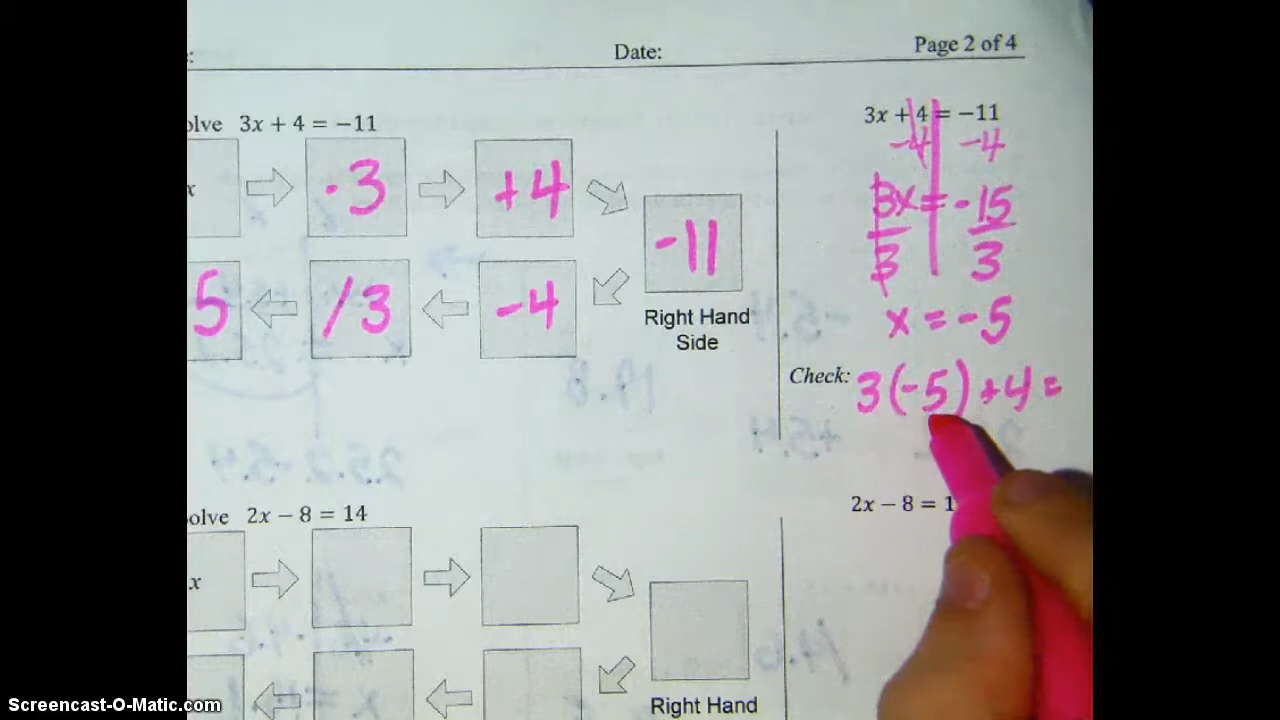 Date:
Page 2 of 4
olve 3x + 4 = −11
x
·3
+4
-11
5
/3
-4
Right Hand
Side
3x + 4 = −11
-4 -4
3x = -15
3 3
x = -5
Check: 3(-5)+4=
olve 2x − 8 = 14
x
Right Hand
2x − 8 = 1
Screencast-O-Matic.com